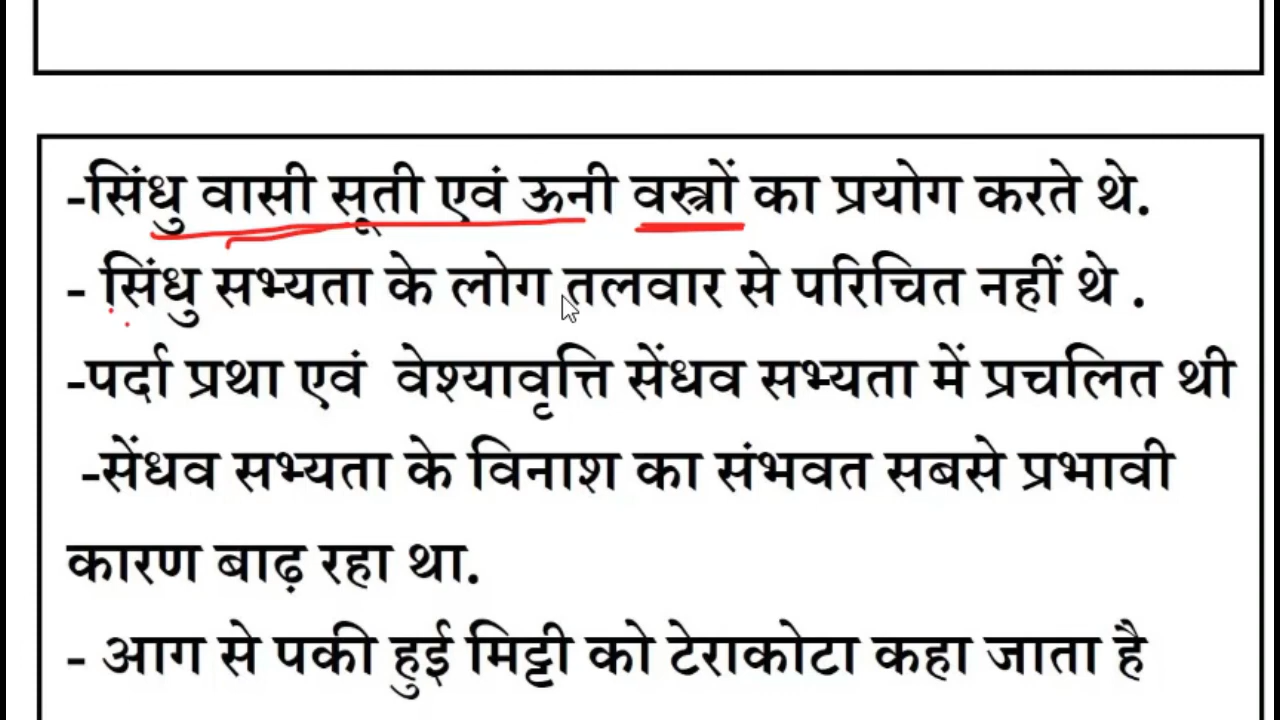 -सिंधु वासी सूती एवं ऊनी वस्त्रों का प्रयोग करते थे.
- सिंधु सभ्यता के लोग तलवार से परिचित नहीं थे .
-पर्दा प्रथा एवं वेश्यावृत्ति सेंधव सभ्यता में प्रचलित थी
-सेंधव सभ्यता के विनाश का संभवत सबसे प्रभावी
कारण बाढ़ रहा था.
- आग से पकी हुई मिट्टी को टेराकोटा कहा जाता है